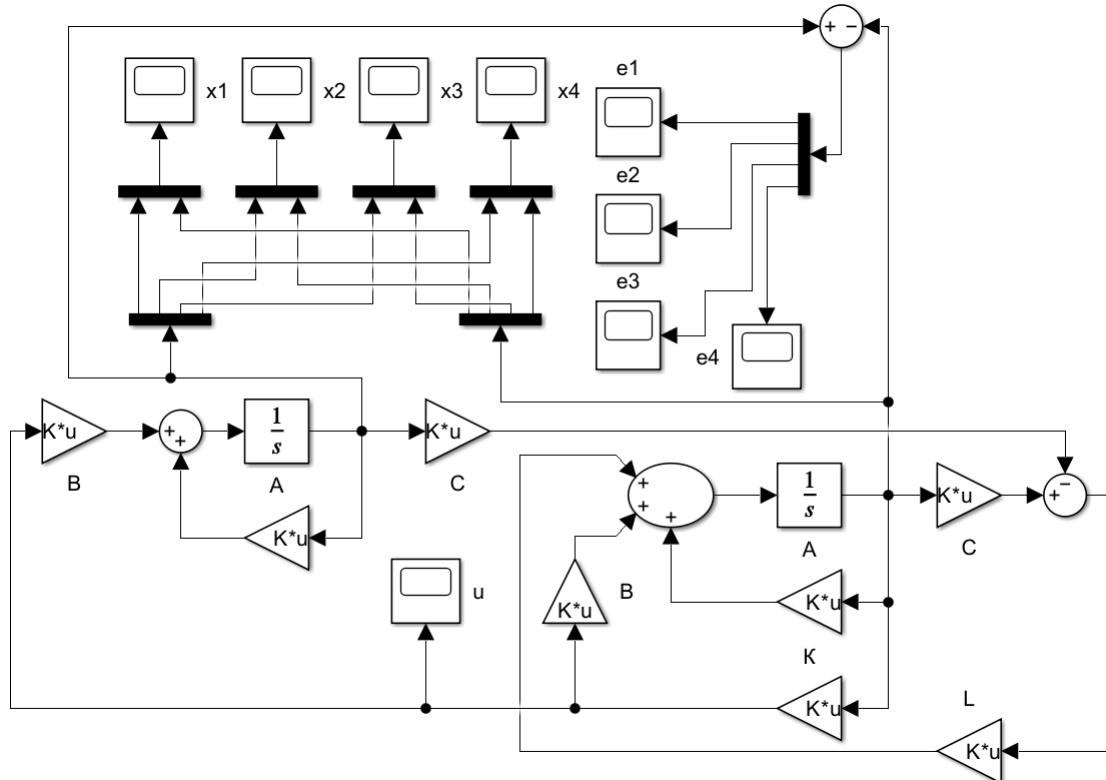 + −
x1
x2
x3
x4
e1
e2
e3
e4
K*u
B
+
+
1
s
A
K*u
C
K*u
u
+
+
+
1
s
A
K*u
C
−
+
K*u
B
K*u
К
K*u
L
K*u